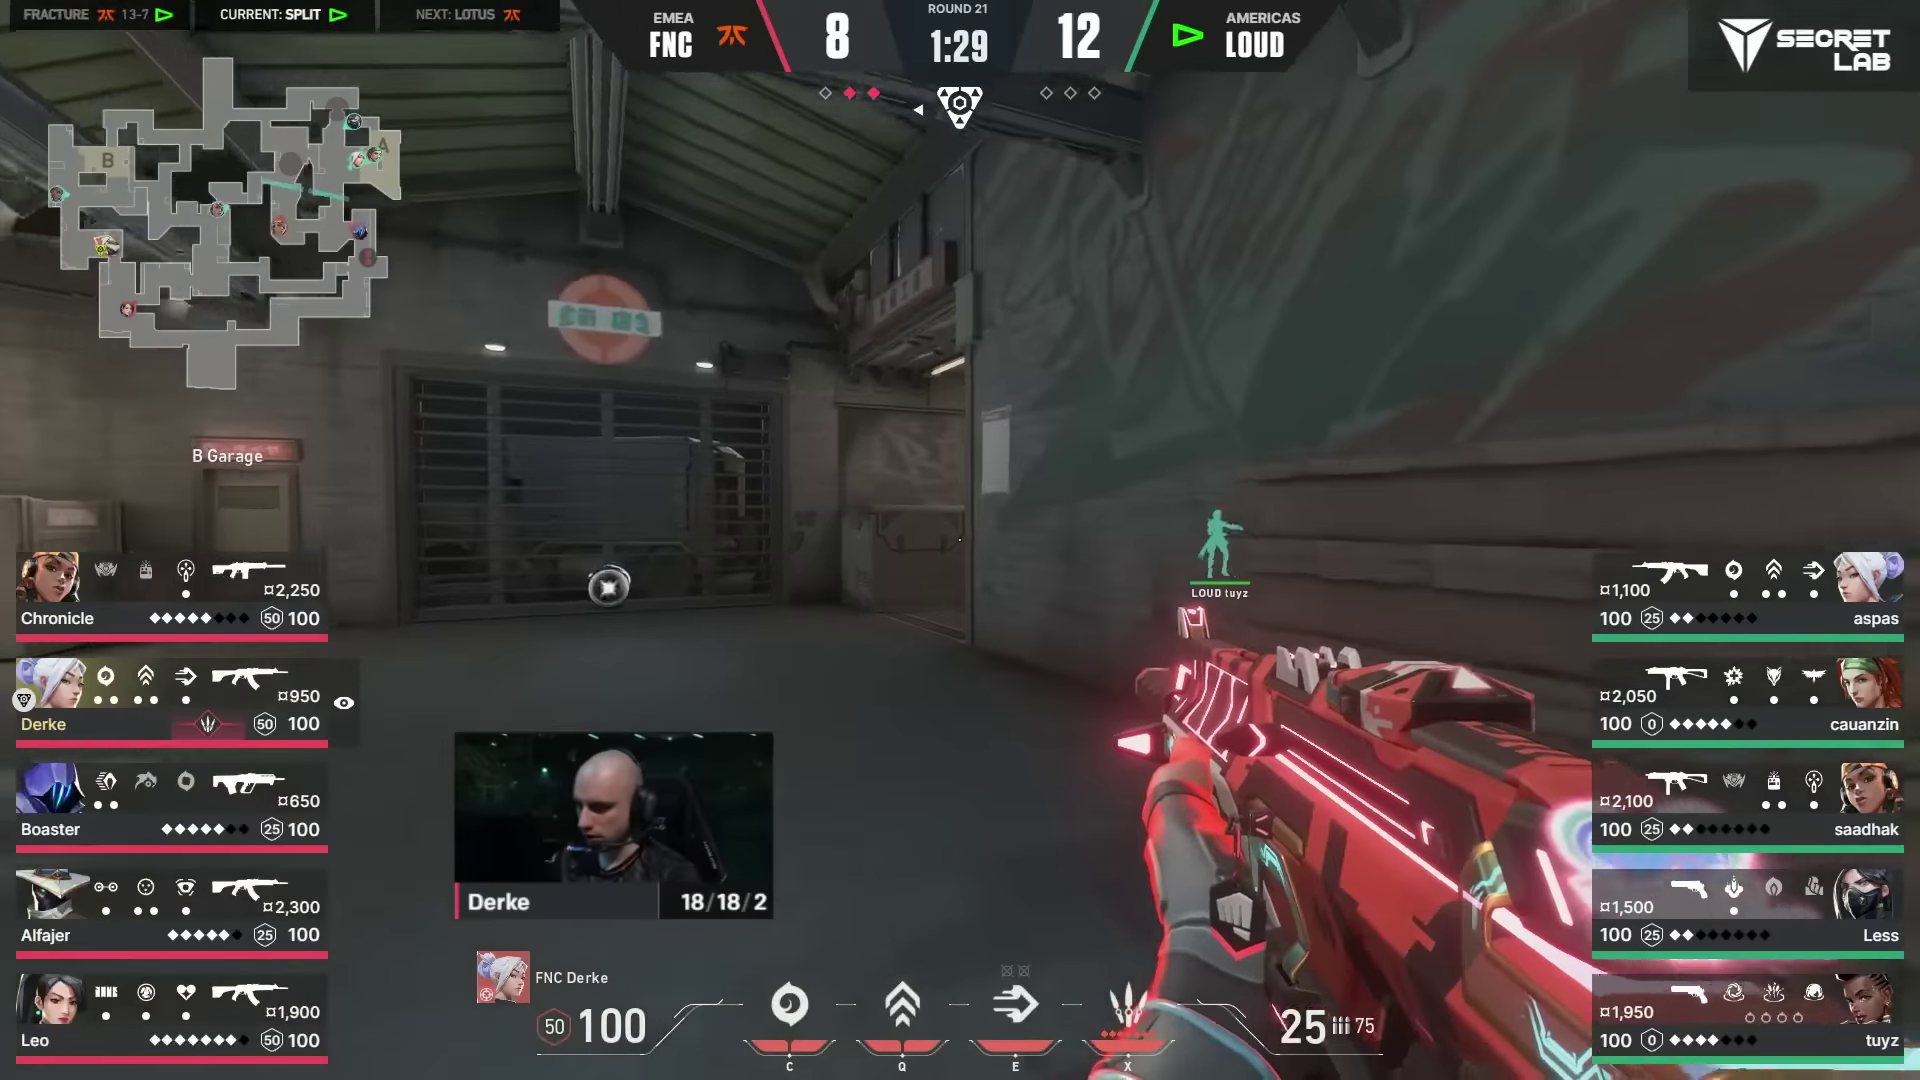 FRACTURE 13-7
CURRENT: SPLIT
NEXT: LOTUS
EMEA
FNC
8
ROUND 21
1:29
12
AMERICAS
LOUD
SECRET
LAB
A
B
B Garage
LOUD tuyz
2,250
Chronicle 50 100
950
Derke 50 100
650
Boaster 25 100
2,300
Alfajer 25 100
1,900
Leo 50 100
1,100
100 25 aspas
2,050
100 0 cauanzin
2,100
100 25 saadhak
1,500
100 25 Less
1,950
100 0 tuyz
Derke 18/18/2
FNC Derke
50 100
25 75
C Q E X